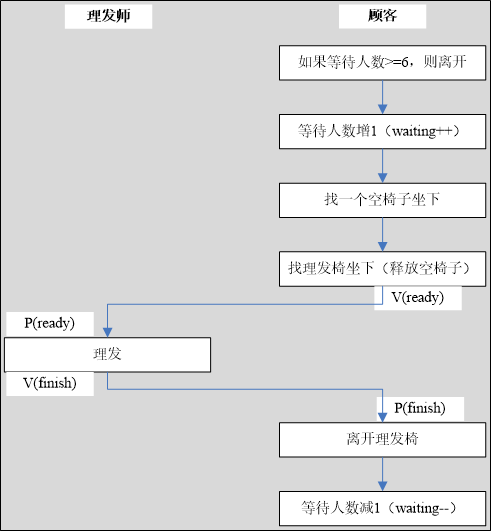 理发师
顾客
如果等待人数>=6，则离开
等待人数增1（waiting++）
找一个空椅子坐下
找理发椅坐下（释放空椅子）
V(ready)
P(ready)
理发
V(finish)
P(finish)
离开理发椅
等待人数减1（waiting--）